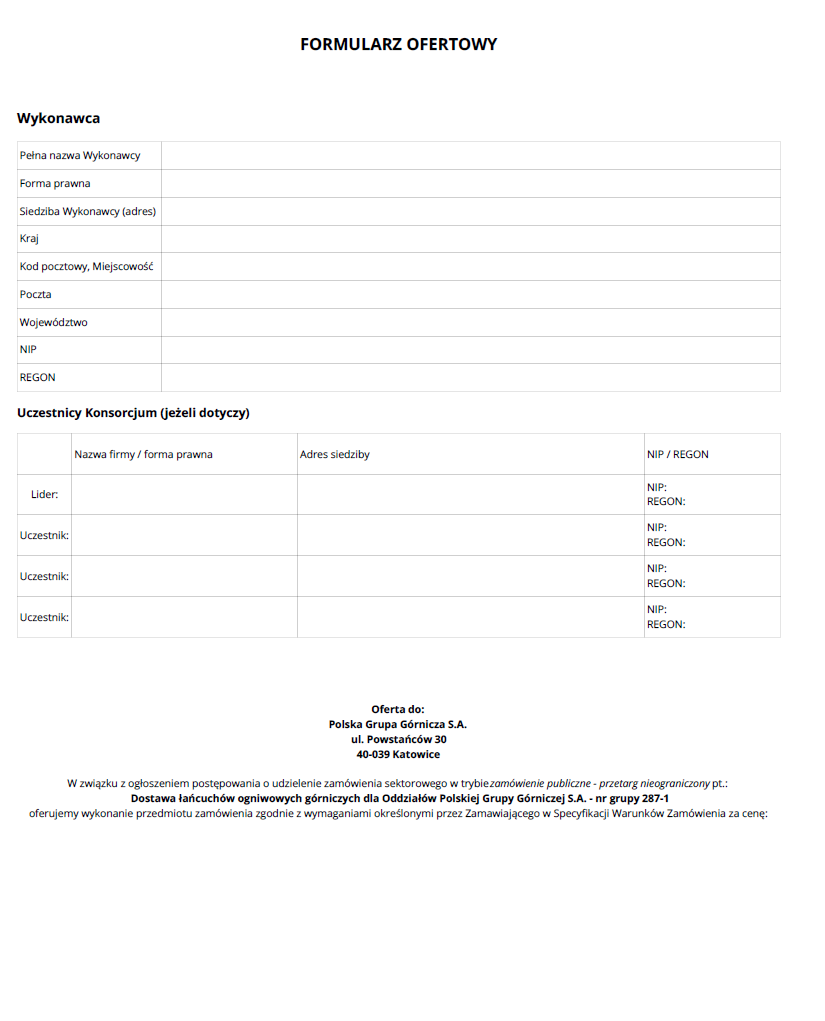 FORMULARZ OFERTOWY
Wykonawca
Pełna nazwa Wykonawcy
Forma prawna
Siedziba Wykonawcy (adres)
Kraj
Kod pocztowy, Miejscowość
Poczta
Województwo
NIP
REGON
Uczestnicy Konsorcjum (jeżeli dotyczy)
Nazwa firmy / forma prawna Adres siedziby NIP / REGON
Lider: NIP:
REGON:
Uczestnik: NIP:
REGON:
Uczestnik: NIP:
REGON:
Uczestnik: NIP:
REGON:
Oferta do:
Polska Grupa Górnicza S.A.
ul. Powstańców 30
40-039 Katowice
W związku z ogłoszeniem postępowania o udzielenie zamówienia sektorowego w trybie zamówienie publiczne - przetarg nieograniczony pt.:
Dostawa łańcuchów ogniwowych górniczych dla Oddziałów Polskiej Grupy Górniczej S.A. - nr grupy 287-1
oferujemy wykonanie przedmiotu zamówienia zgodnie z wymaganiami określonymi przez Zamawiającego w Specyfikacji Warunków Zamówienia za cenę: